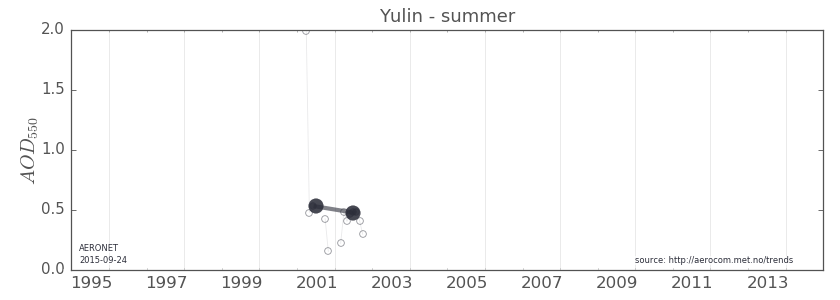 Yulin - summer
2.0
1.5
1.0
0.5
0.0
AOD550
AERONET
2015-09-24
source: http://aerocom.met.no/trends
1995 1997 1999 2001 2003 2005 2007 2009 2011 2013